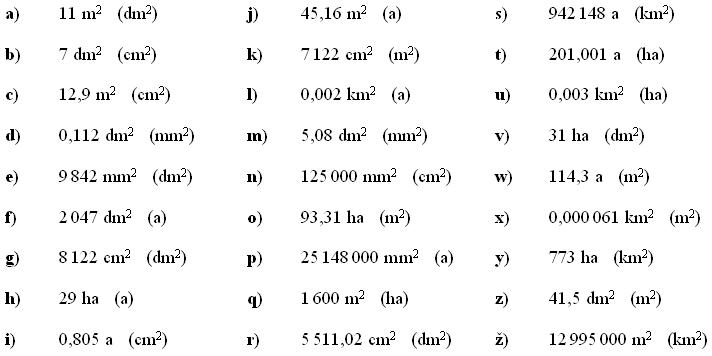 a) 11 m² (dm²) j) 45,16 m² (a) s) 942 148 a (km²)
b) 7 dm² (cm²) k) 7 122 cm² (m²) t) 201,001 a (ha)
c) 12,9 m² (cm²) l) 0,002 km² (a) u) 0,003 km² (ha)
d) 0,112 dm² (mm²) m) 5,08 dm² (mm²) v) 31 ha (dm²)
e) 9 842 mm² (dm²) n) 125 000 mm² (cm²) w) 114,3 a (m²)
f) 2 047 dm² (a) o) 93,31 ha (m²) x) 0,000 061 km² (m²)
g) 8 122 cm² (dm²) p) 25 148 000 mm² (a) y) 773 ha (km²)
h) 29 ha (a) q) 1 600 m² (ha) z) 41,5 dm² (m²)
i) 0,805 a (cm²) r) 5 511,02 cm² (dm²) ž) 12 995 000 m² (km²)